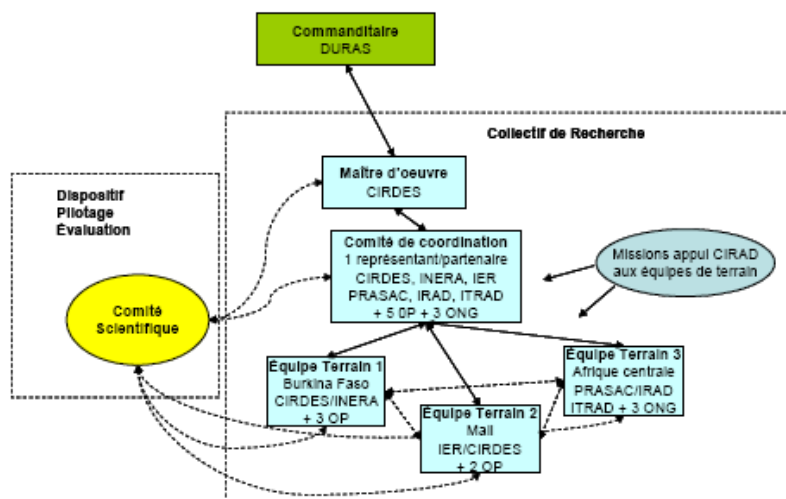 Commanditaire
DURAS
Collectif de Recherche
Maître d'oeuvre
CIRDES
Dispositif
Pilotage
Évaluation
Comité de coordination
1 représentant/partenaire
CIRDES, INERA, IER
PRASAC, IRAD, ITRAD
+ 5 OP + 3 ONG
Missions appui CIRAD
aux équipes de terrain
Comité
Scientifique
Équipe Terrain 1
Burkina Faso
CIRDES/INERA
+ 3 OP
Équipe Terrain 2
Mali
IER/CIRDES
+ 2 OP
Équipe Terrain 3
Afrique centrale
PRASAC/IRAD
ITRAD + 3 ONG